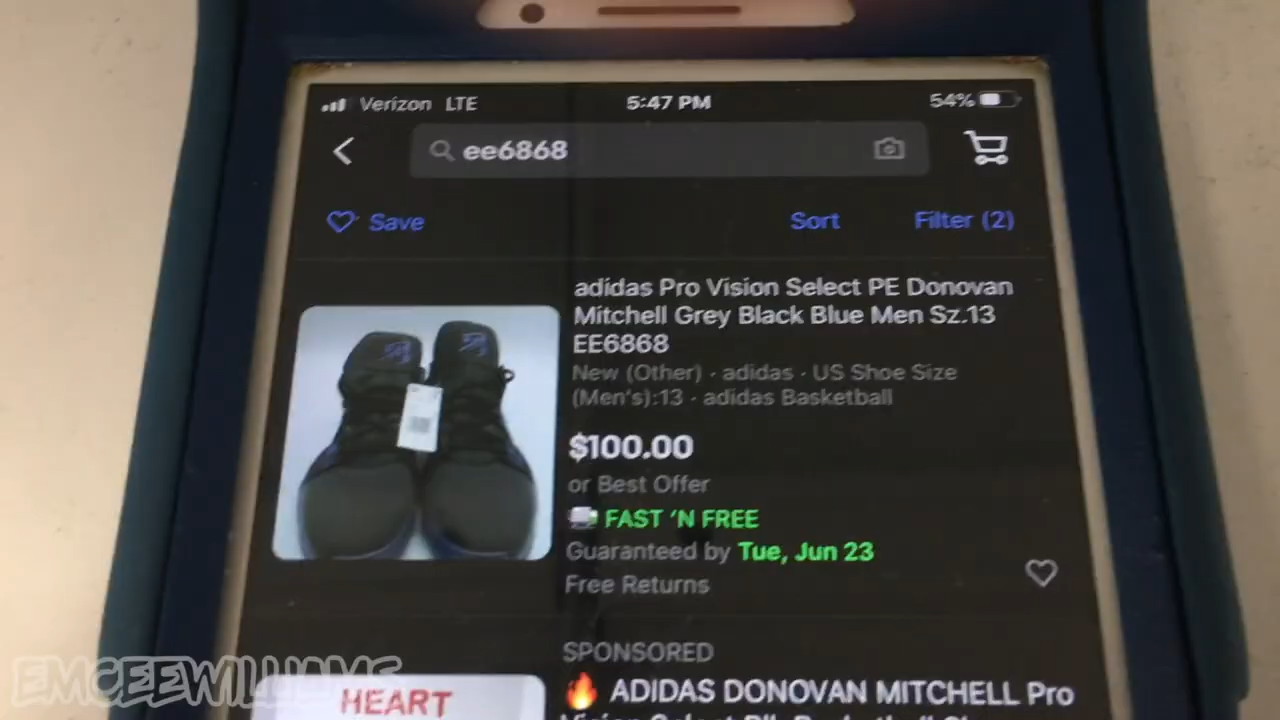 Verizon LTE 5:47 PM 54%
ee6868
Save Sort Filter (2)
adidas Pro Vision Select PE Donovan
Mitchell Grey Black Blue Men Sz.13
EE6868
New (Other) · adidas · US Shoe Size
(Men's):13 · adidas Basketball
$100.00
or Best Offer
FAST 'N FREE
Guaranteed by Tue, Jun 23
Free Returns
SPONSORED
🔥 ADIDAS DONOVAN MITCHELL Pro
HEART
EMCEEWILLIAMS